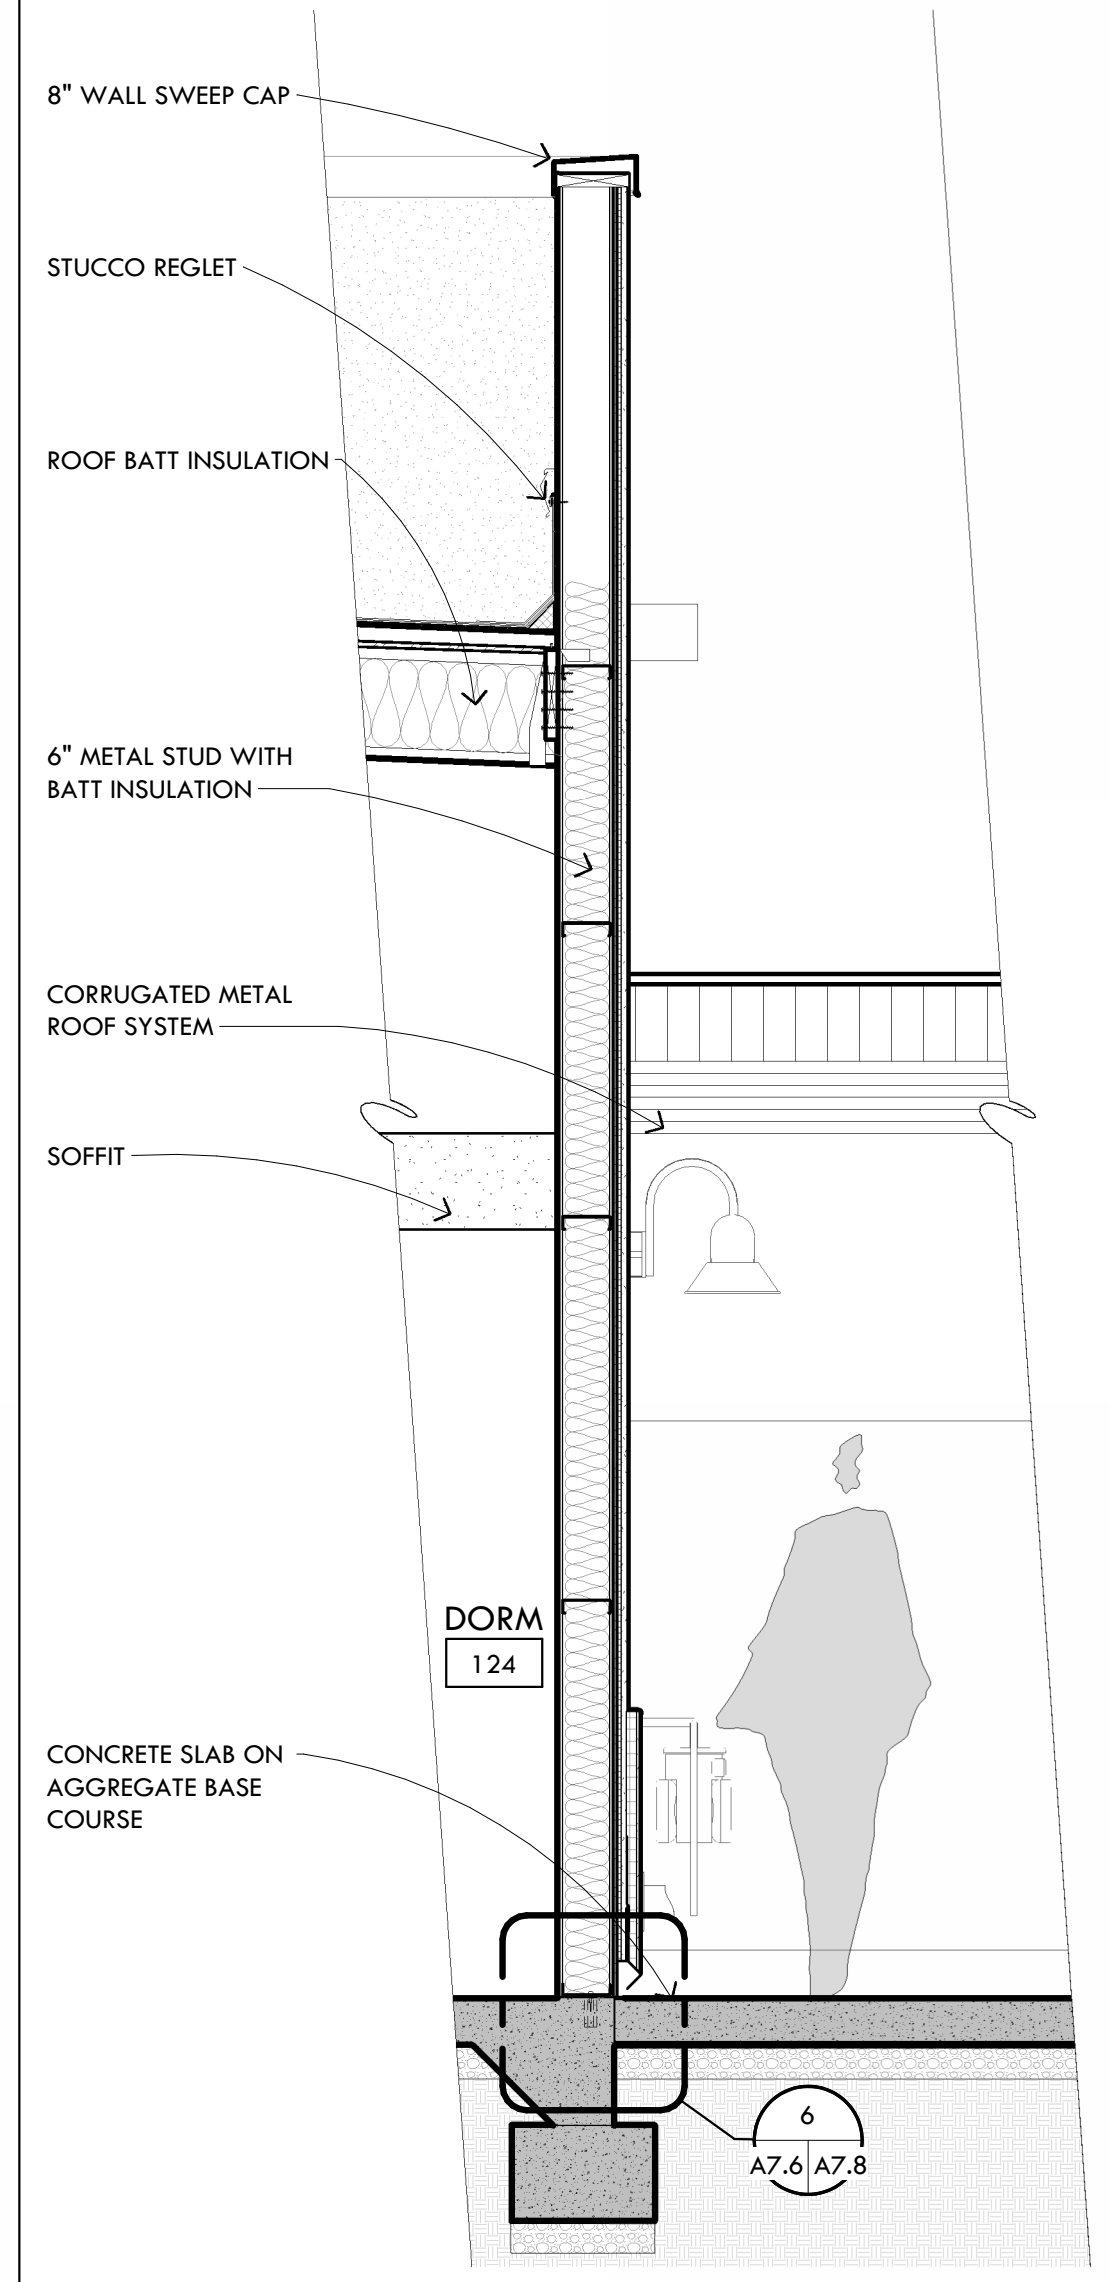 8" WALL SWEEP CAP
STUCCO REGLET
ROOF BATT INSULATION
6" METAL STUD WITH
BATT INSULATION
CORRUGATED METAL
ROOF SYSTEM
SOFFIT
DORM
124
CONCRETE SLAB ON
AGGREGATE BASE
COURSE
6
A7.6 A7.8